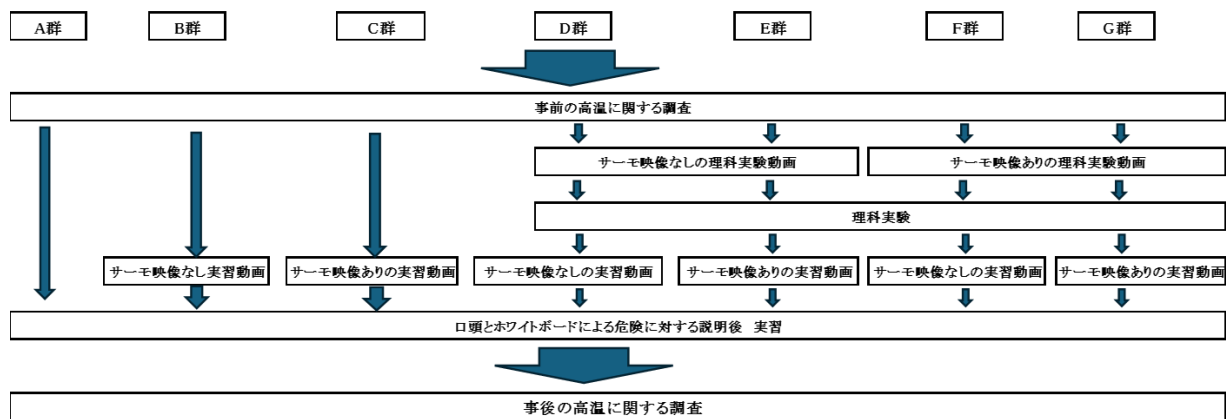 A群
B群
C群
D群
E群
F群
G群
事前の高温に関する調査
サーモ映像なしの理科実験動画
サーモ映像ありの理科実験動画
理科実験
サーモ映像なし実習動画
サーモ映像ありの実習動画
サーモ映像なしの実習動画
サーモ映像ありの実習動画
サーモ映像なしの実習動画
サーモ映像ありの実習動画
口頭とホワイトボードによる危険に対する説明後 実習
事後の高温に関する調査